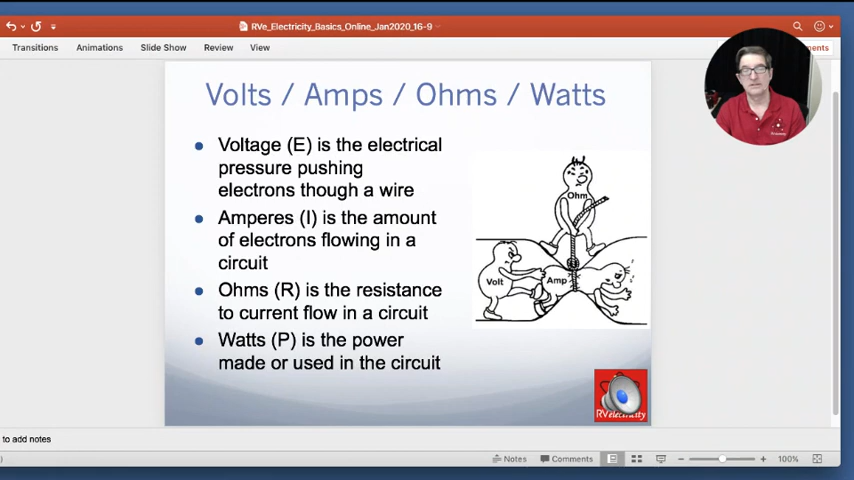 RVe_Electricity_Basics_Online_Jan2020_16-9
Transitions Animations Slide Show Review View
Volts / Amps / Ohms / Watts
Voltage (E) is the electrical
pressure pushing
electrons though a wire
Amperes (I) is the amount
of electrons flowing in a
circuit
Ohms (R) is the resistance
to current flow in a circuit
Watts (P) is the power
made or used in the circuit
Ohm
Volt
Amp
RVelectricity
to add notes
Notes Comments 100%